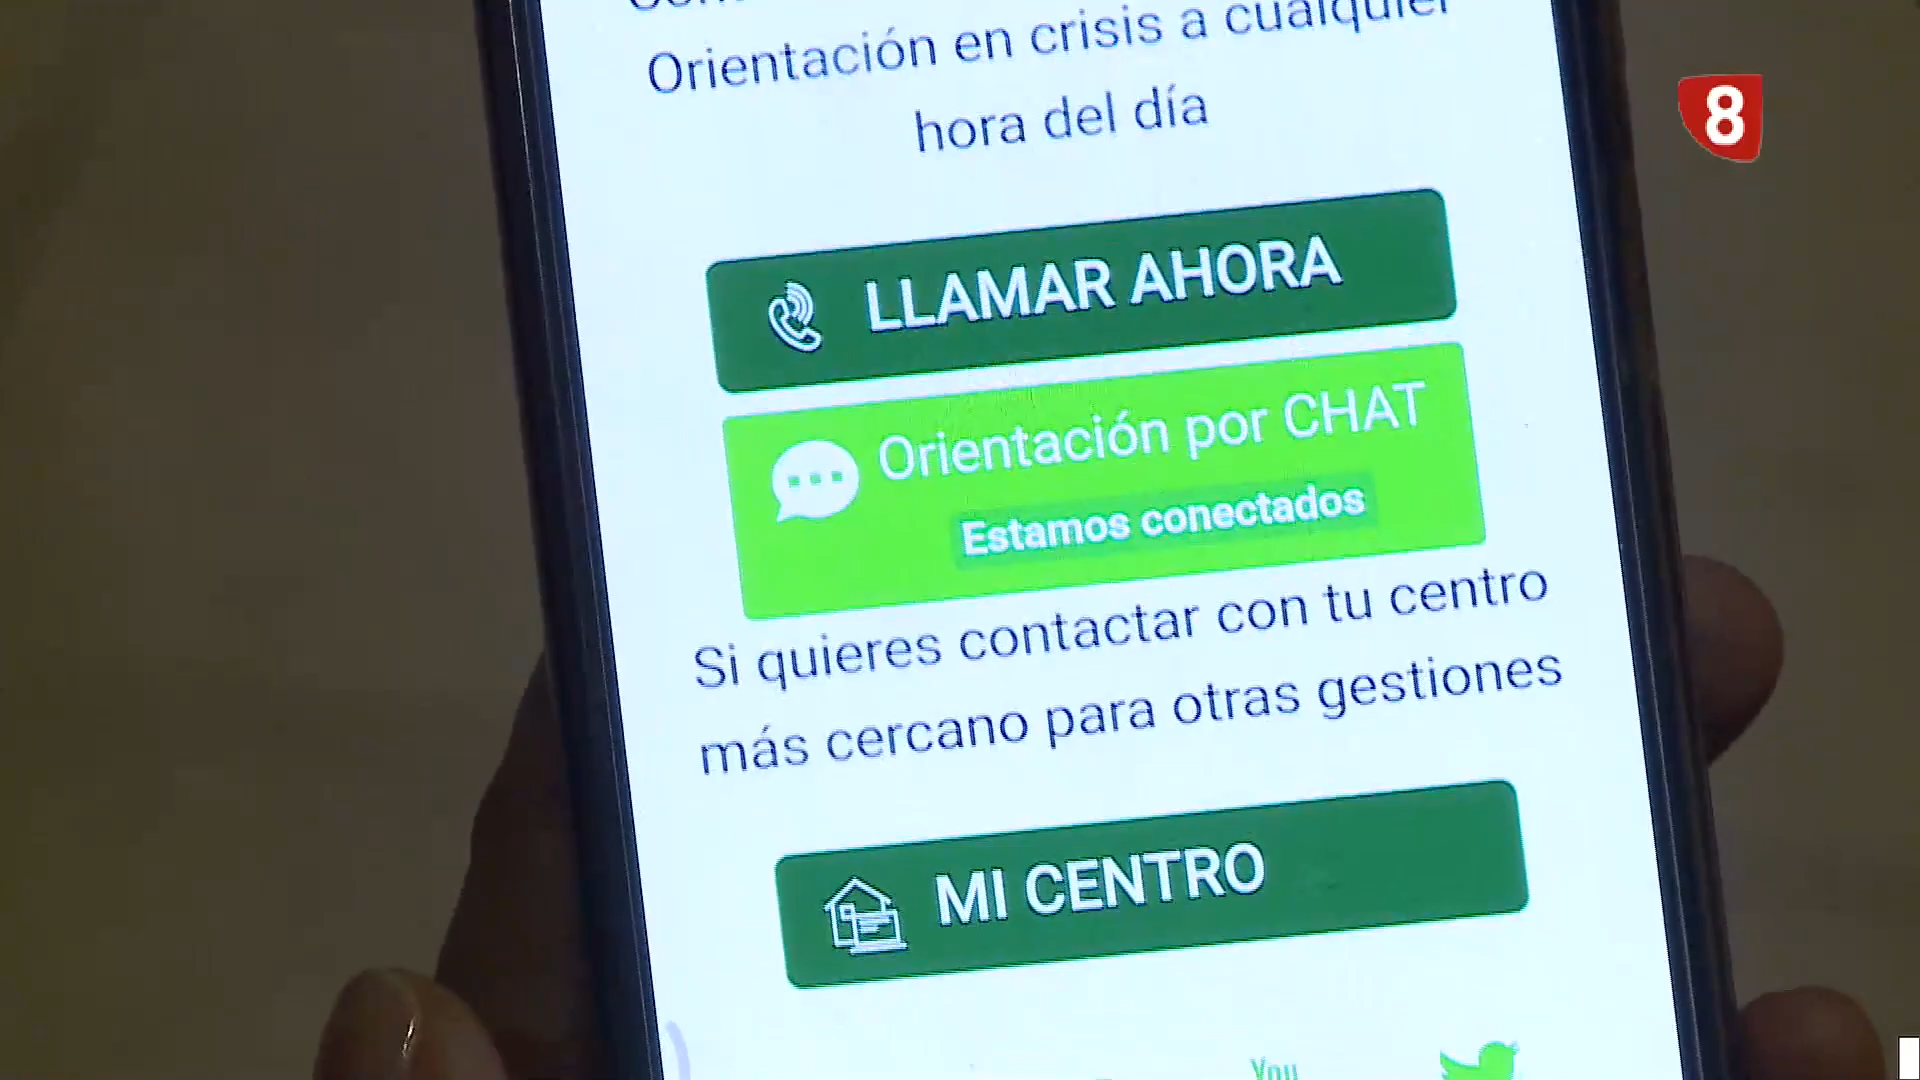 Orientación en crisis a cualquier
hora del día
8
LLAMAR AHORA
Orientación por CHAT
Estamos conectados
Si quieres contactar con tu centro
más cercano para otras gestiones
MI CENTRO
You